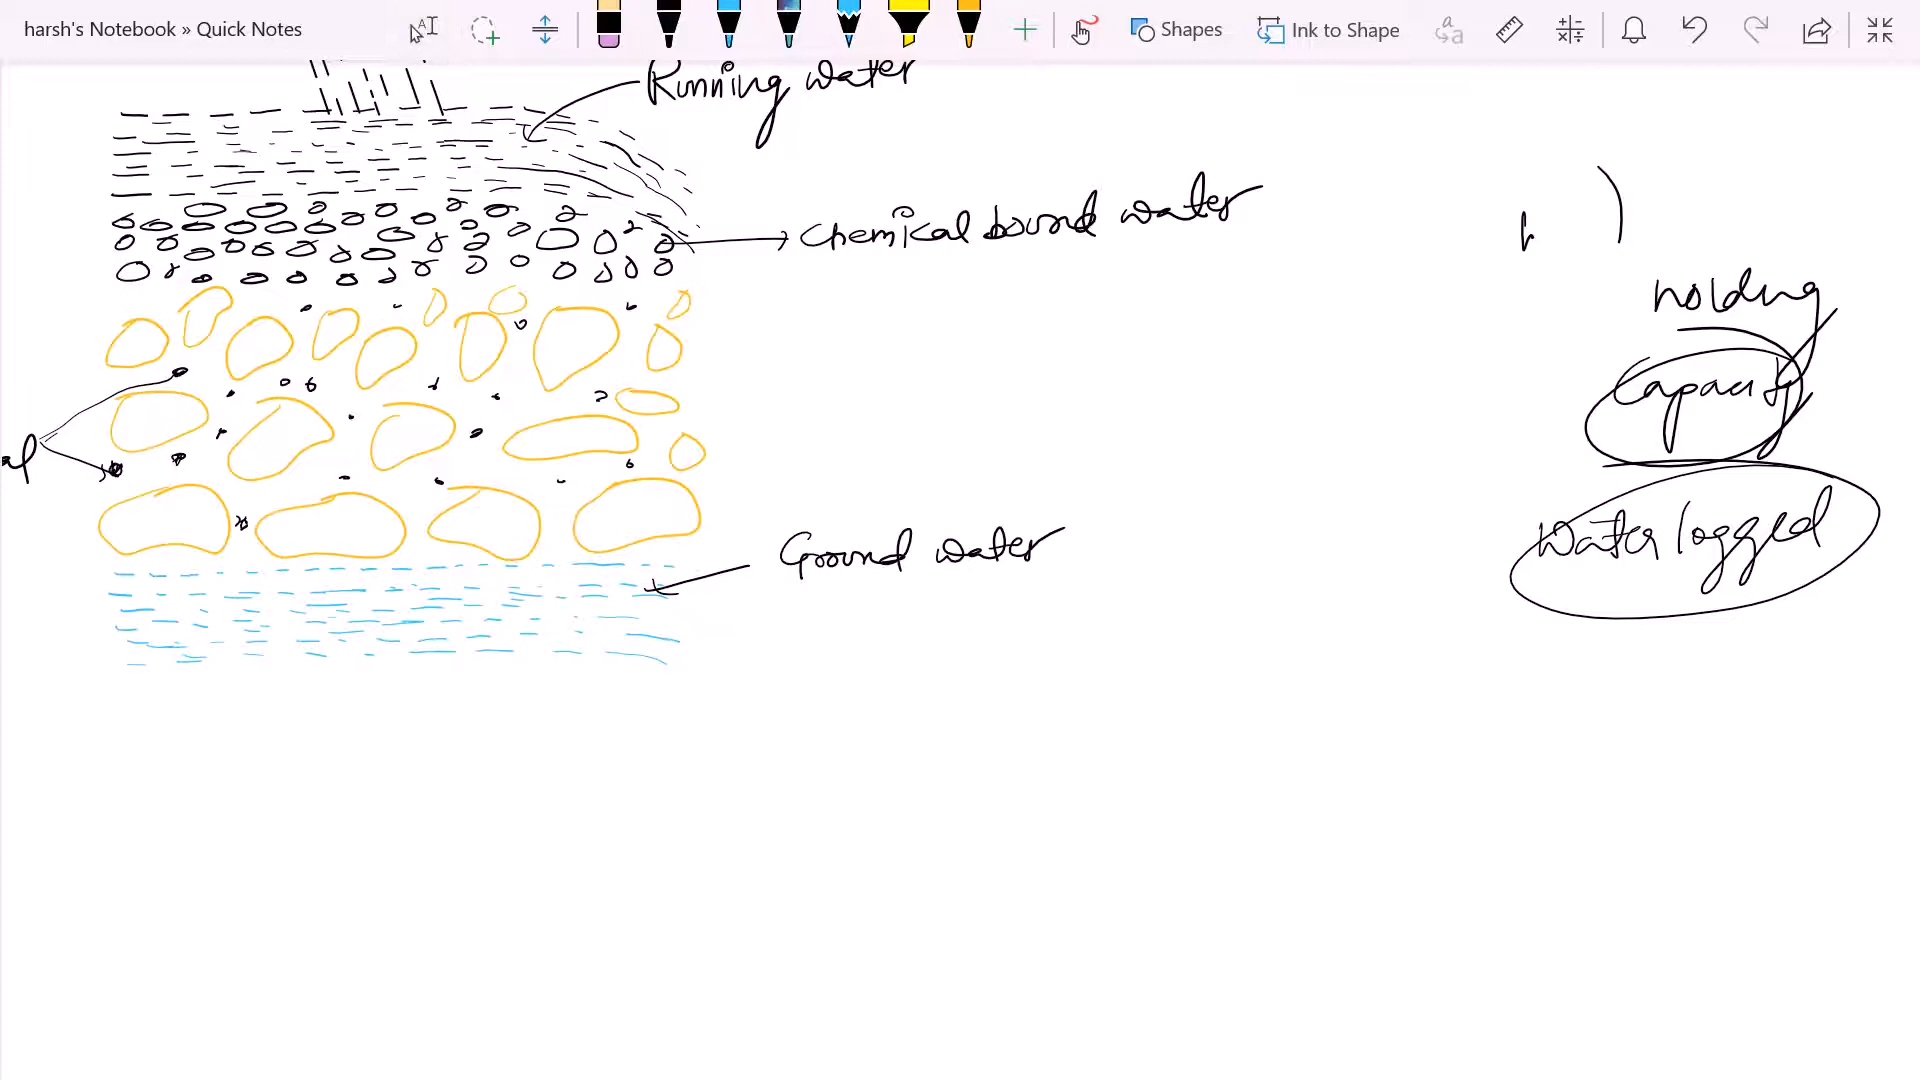 harsh's Notebook » Quick Notes
Shapes
Ink to Shape
Running water
Chemical bound water
holding
Capacity
Water logged
Ground water